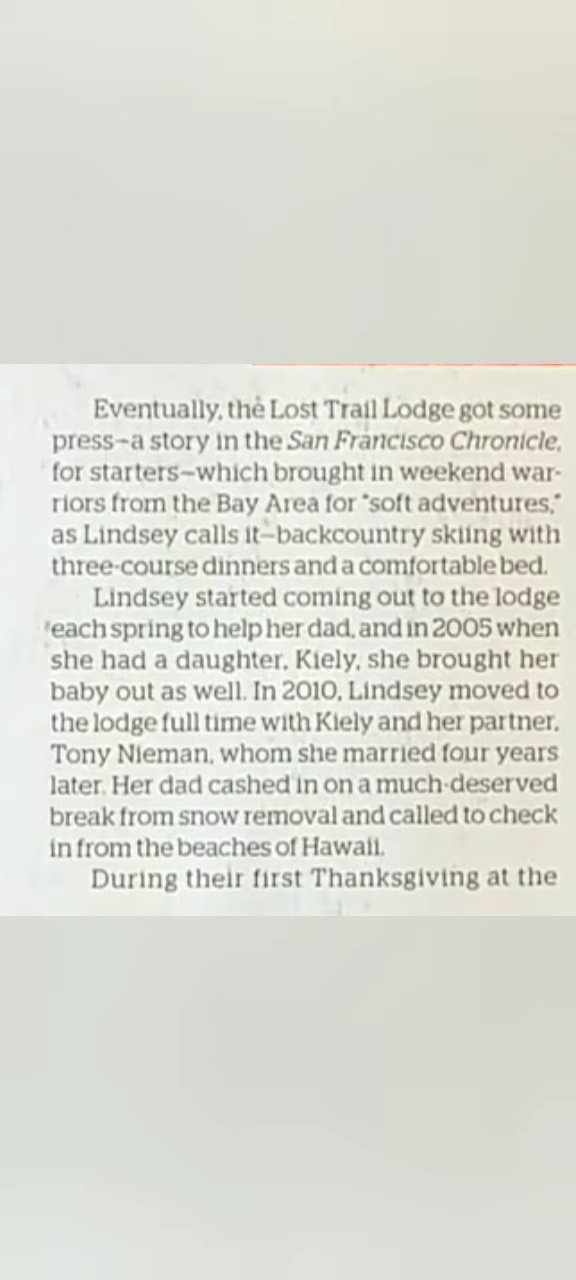 Eventually, the Lost Trail Lodge got some
press–a story in the San Francisco Chronicle,
for starters–which brought in weekend war-
riors from the Bay Area for "soft adventures,"
as Lindsey calls it–backcountry skiing with
three-course dinners and a comfortable bed.
Lindsey started coming out to the lodge
each spring to help her dad, and in 2005 when
she had a daughter, Kiely, she brought her
baby out as well. In 2010, Lindsey moved to
the lodge full time with Kiely and her partner,
Tony Nieman, whom she married four years
later. Her dad cashed in on a much-deserved
break from snow removal and called to check
in from the beaches of Hawaii.
During their first Thanksgiving at the